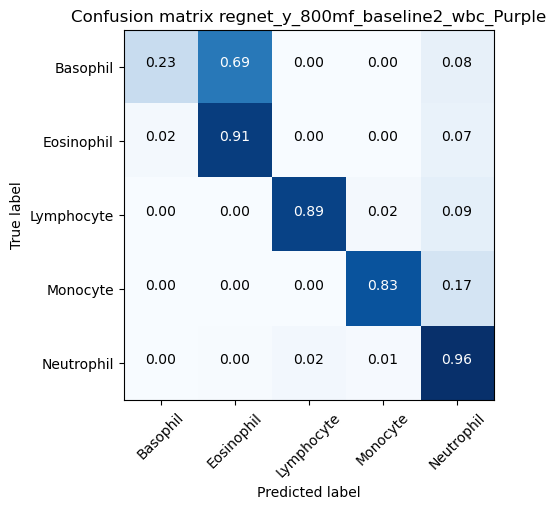 Confusion matrix regnet_y_800mf_baseline2_wbc_Purple
Basophil 0.23 0.69 0.00 0.00 0.08
Eosinophil 0.02 0.91 0.00 0.00 0.07
Lymphocyte 0.00 0.00 0.89 0.02 0.09
Monocyte 0.00 0.00 0.00 0.83 0.17
Neutrophil 0.00 0.00 0.02 0.01 0.96
True label
Basophil Eosinophil Lymphocyte Monocyte Neutrophil
Predicted label